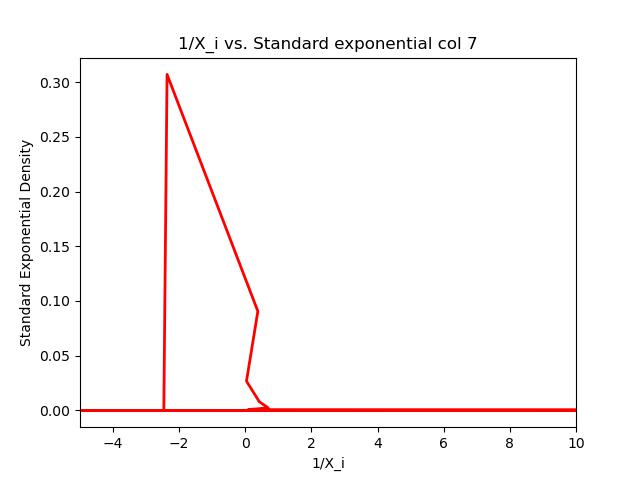 1/X_i vs. Standard exponential col 7
Standard Exponential Density
0.30
0.25
0.20
0.15
0.10
0.05
0.00
−4 −2 0 2 4 6 8 10
1/X_i